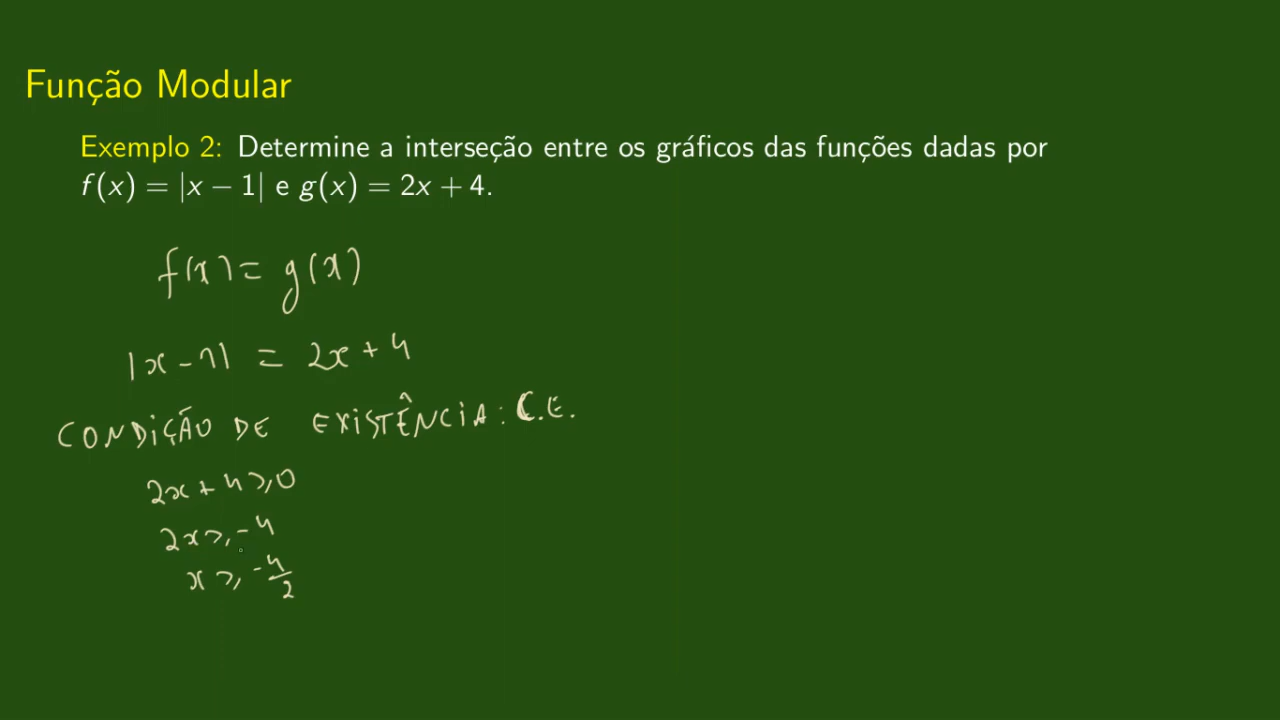 Função Modular
Exemplo 2: Determine a interseção entre os gráficos das funções dadas por
f(x) = |x − 1| e g(x) = 2x + 4.
f(x) = g(x)
|x − 1| = 2x + 4
CONDIÇÃO DE EXISTÊNCIA: C.E.
2x + 4 ≥ 0
2x ≥ −4
x ≥ −4/2